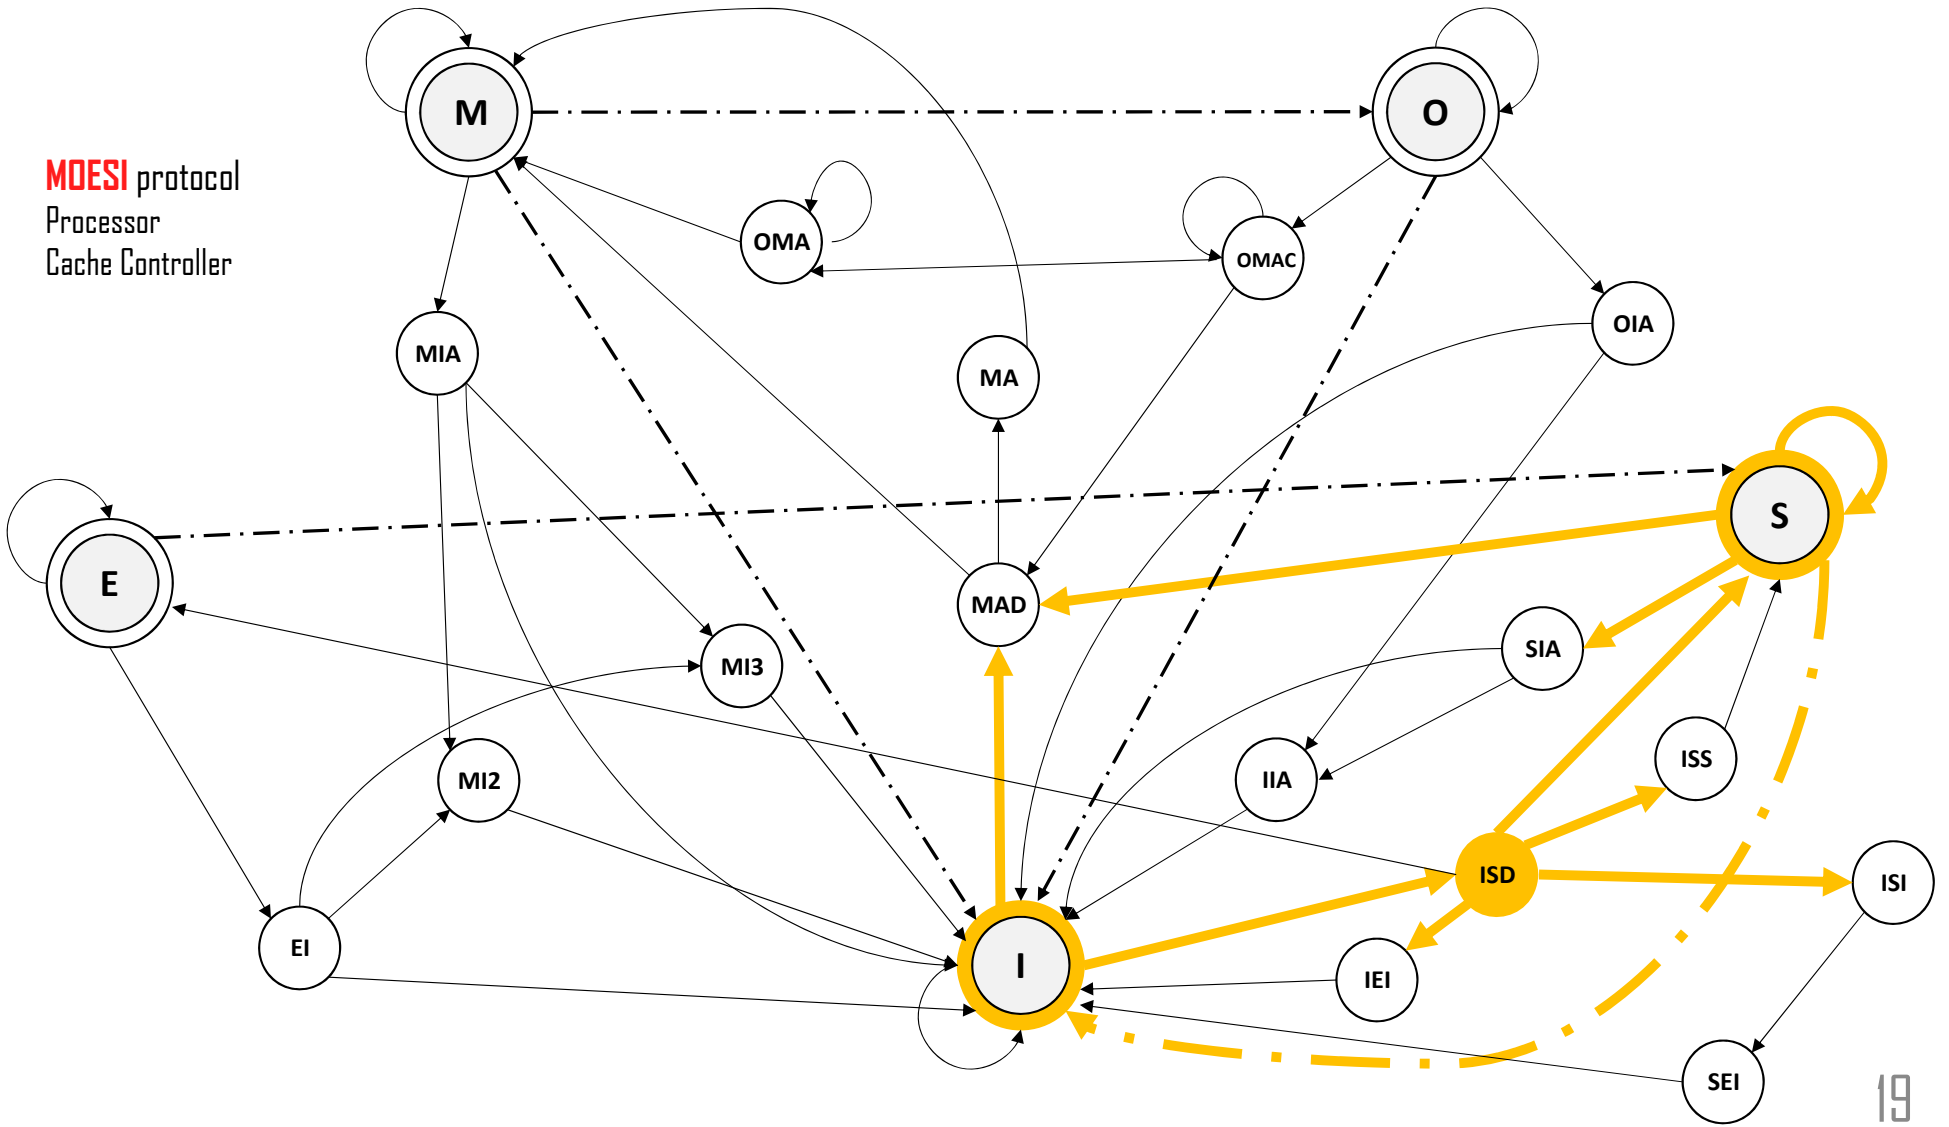 M
O
MOESI protocol
Processor
Cache Controller
OMA
OMAC
OIA
MIA
MA
S
E
MAD
SIA
MI3
ISS
MI2
IIA
ISD
ISI
EI
I
IEI
SEI
19